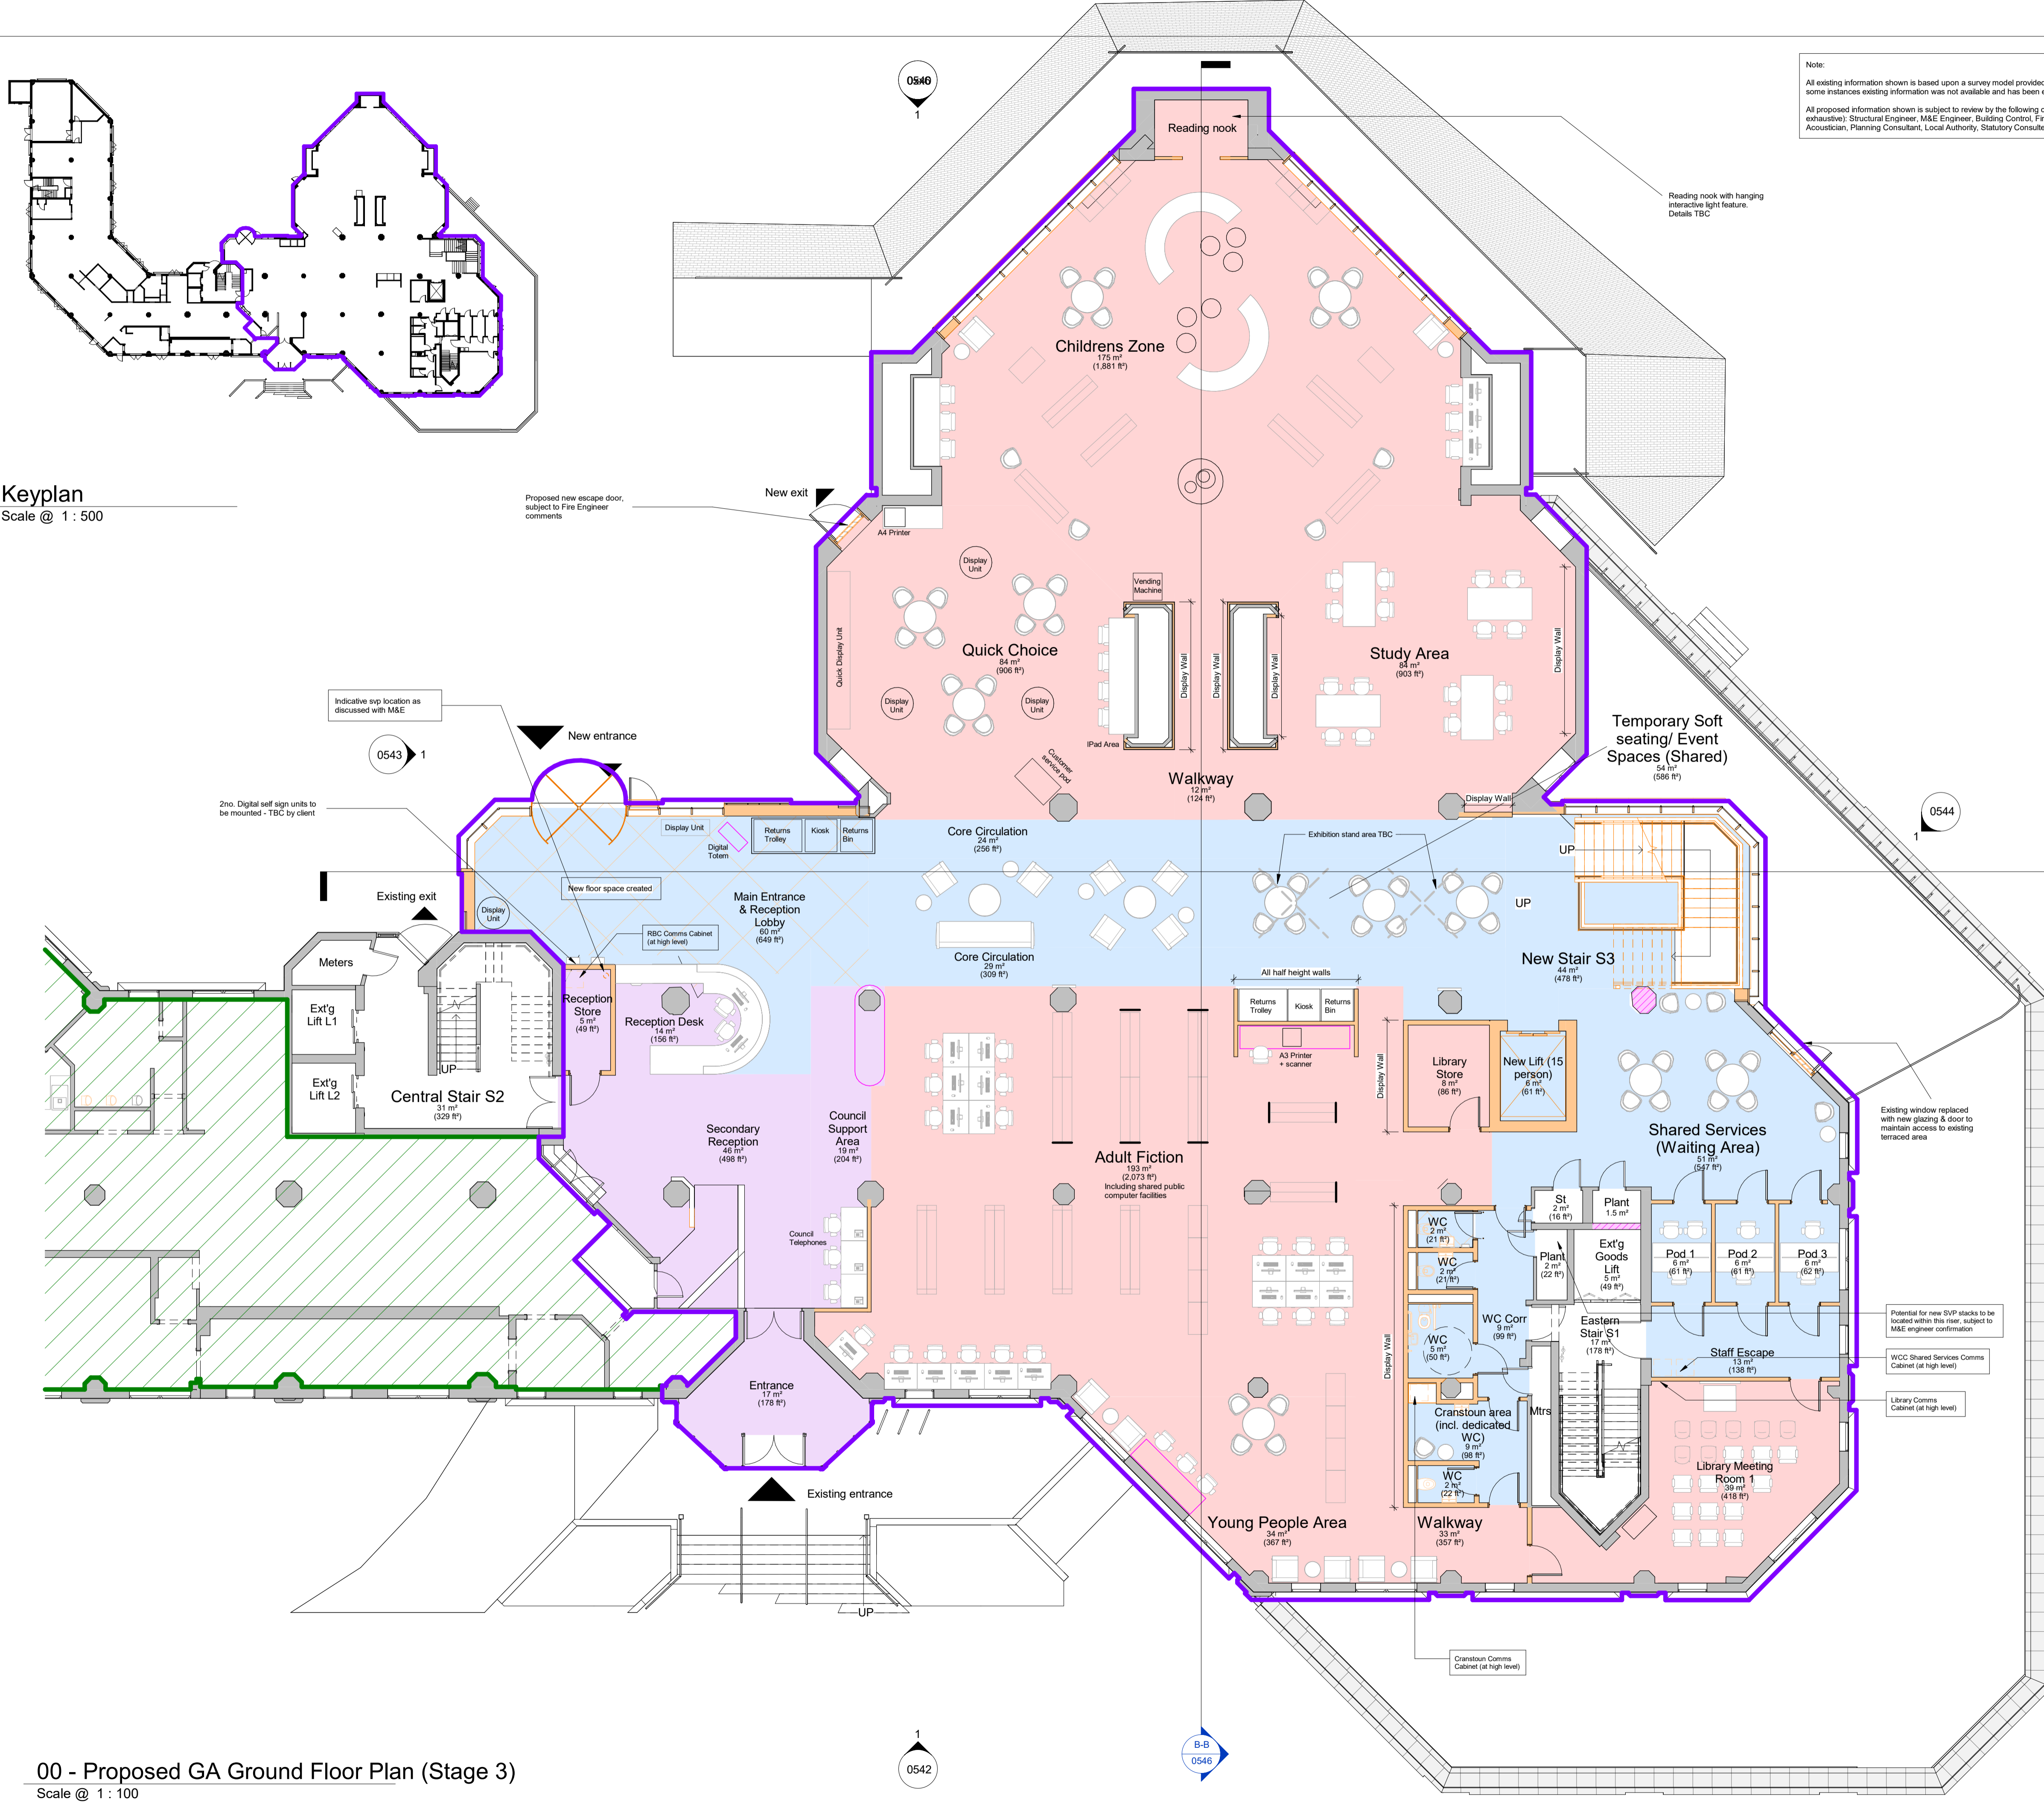 Note:
All existing information shown is based upon a survey model provided
some instances existing information was not available and has been
All proposed information shown is subject to review by the following
exhaustive): Structural Engineer, M&E Engineer, Building Control,
Acoustician, Planning Consultant, Local Authority, Statutory
1
Reading nook
Reading nook with hanging
interactive light feature.
Details TBC
Childrens Zone
175 m²
(1,881 ft²)
Keyplan
Scale @ 1 : 500
Proposed new escape door,
subject to Fire Engineer
comments
New exit
A4 Printer
Display
Unit
Vending
Machine
Quick Display Unit
Quick Choice
84 m²
(906 ft²)
Display Wall
Display Wall
Display Wall
Study Area
84 m²
(903 ft²)
Display Wall
Display
Unit
Display
Unit
IPad Area
Customer
service pod
Walkway
12 m²
(124 ft²)
Display Wall
Temporary Soft
seating/ Event
Spaces (Shared)
54 m²
(586 ft²)
Indicative svp location as
discussed with M&E
New entrance
0543
1
2no. Digital self sign units to
be mounted - TBC by client
0544
1
Display Unit
Digital
Totem
Returns
Trolley
Kiosk
Returns
Bin
Core Circulation
24 m²
(256 ft²)
Exhibition stand area TBC
UP
New floor space created
Existing exit
Display
Unit
Main Entrance
& Reception
Lobby
60 m²
(649 ft²)
UP
RBC Comms Cabinet
(at high level)
Core Circulation
29 m²
(309 ft²)
New Stair S3
44 m²
(478 ft²)
Meters
All half height walls
Ext'g
Lift L1
Reception
Store
5 m²
(49 ft²)
Reception Desk
14 m²
(156 ft²)
Returns
Trolley
Kiosk
Returns
Bin
A3 Printer
+ scanner
Display Wall
Library
Store
8 m²
(86 ft²)
New Lift (15
person)
6 m²
(61 ft²)
UP
Ext'g
Lift L2
Central Stair S2
31 m²
(329 ft²)
Existing window replaced
with new glazing & door to
maintain access to existing
terraced area
Secondary
Reception
46 m²
(498 ft²)
Council
Support
Area
19 m²
(204 ft²)
Adult Fiction
193 m²
(2,073 ft²)
Including shared public
computer facilities
Shared Services
(Waiting Area)
51 m²
(547 ft²)
St
2 m²
(16 ft²)
Plant
1.5 m²
WC
2 m²
(21 ft²)
Council
Telephones
WC
2 m²
(21 ft²)
Plant
2 m²
(22 ft²)
Ext'g
Goods
Lift
5 m²
(49 ft²)
Pod 1
6 m²
(61 ft²)
Pod 2
6 m²
(61 ft²)
Pod 3
6 m²
(62 ft²)
Potential for new SVP stacks to be
located within this riser, subject to
M&E engineer confirmation
WC Corr
9 m²
(99 ft²)
Eastern
Stair S1
17 m²
(178 ft²)
WC
5 m²
(50 ft²)
Display Wall
Staff Escape
13 m²
(138 ft²)
WCC Shared Services Comms
Cabinet (at high level)
Entrance
17 m²
(178 ft²)
Library Comms
Cabinet (at high level)
Cranstoun area
(incl. dedicated
WC)
9 m²
(98 ft²)
Mtrs
Library Meeting
Room 1
39 m²
(418 ft²)
WC
2 m²
(22 ft²)
Existing entrance
Young People Area
34 m²
(367 ft²)
Walkway
33 m²
(357 ft²)
UP
Cranstoun Comms
Cabinet (at high level)
1
0542
B-B
0546
00 - Proposed GA Ground Floor Plan (Stage 3)
Scale @ 1 : 100